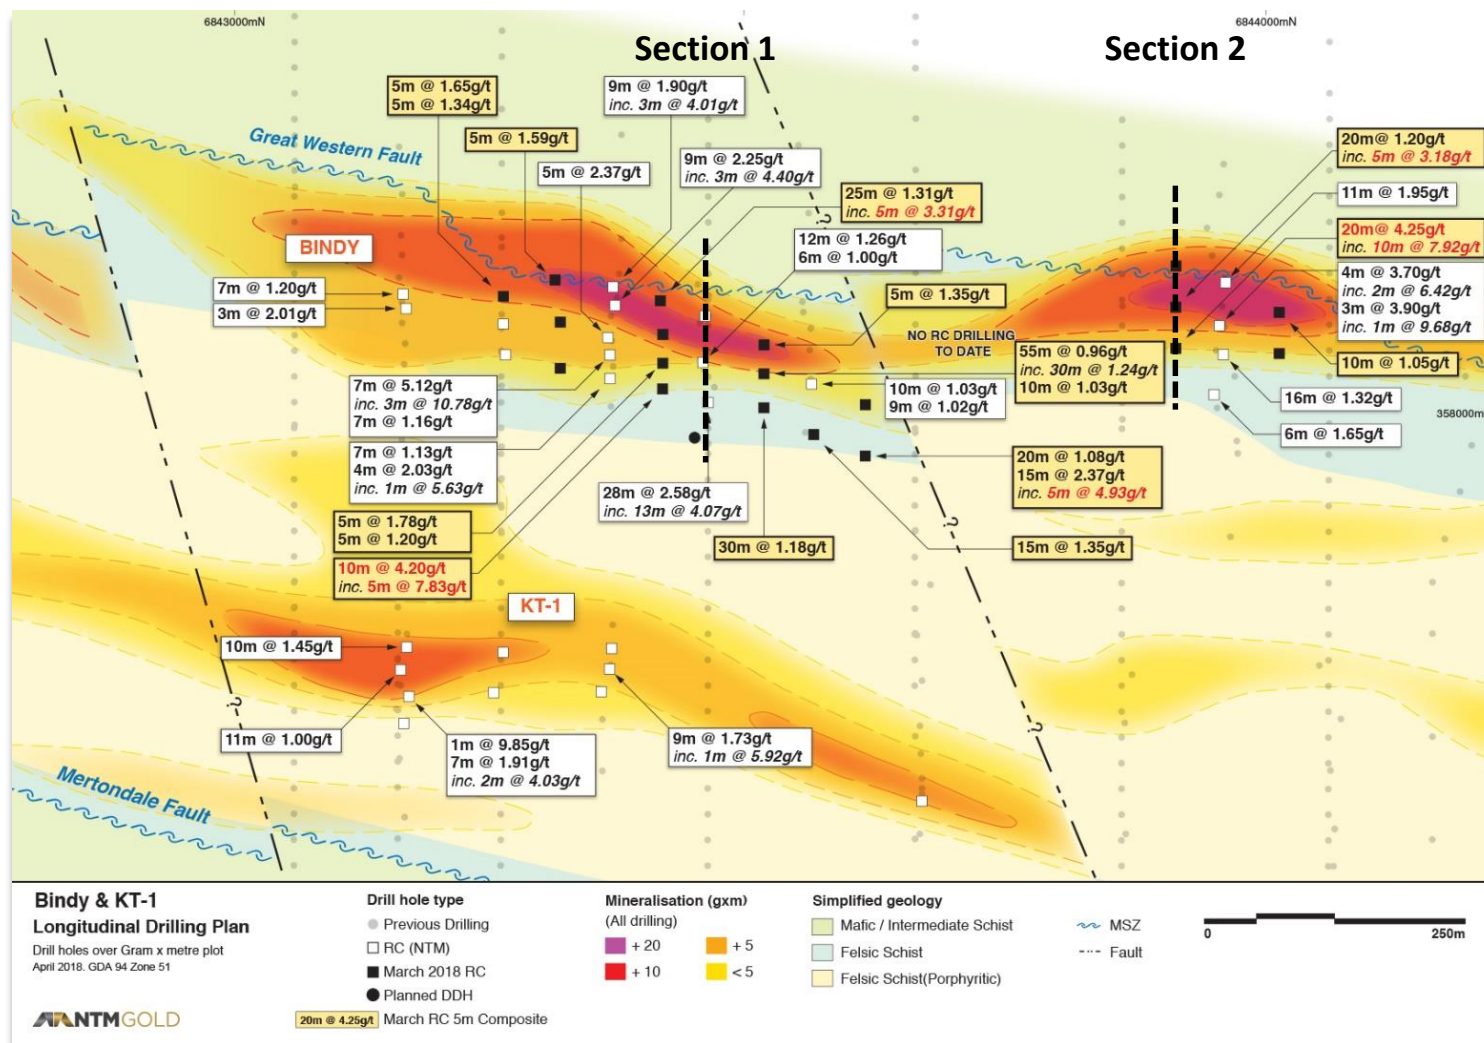 6843000mN
6844000mN
Section 1
Section 2
5m @ 1.65g/t
5m @ 1.34g/t
9m @ 1.90g/t
inc. 3m @ 4.01g/t
Great Western Fault
5m @ 1.59g/t
5m @ 2.37g/t
9m @ 2.25g/t
inc. 3m @ 4.40g/t
25m @ 1.31g/t
inc. 5m @ 3.31g/t
20m@ 1.20g/t
inc. 5m @ 3.18g/t
11m @ 1.95g/t
?
BINDY
12m @ 1.26g/t
6m @ 1.00g/t
20m @ 4.25g/t
inc. 10m @ 7.92g/t
7m @ 1.20g/t
3m @ 2.01g/t
5m @ 1.35g/t
4m @ 3.70g/t
inc. 2m @ 6.42g/t
3m @ 3.90g/t
inc. 1m @ 9.68g/t
NO RC DRILLING
TO DATE
55m @ 0.96g/t
inc. 30m @ 1.24g/t
10m @ 1.03g/t
10m @ 1.05g/t
7m @ 5.12g/t
inc. 3m @ 10.78g/t
7m @ 1.16g/t
10m @ 1.03g/t
9m @ 1.02g/t
16m @ 1.32g/t
358000m
6m @ 1.65g/t
7m @ 1.13g/t
4m @ 2.03g/t
inc. 1m @ 5.63g/t
20m @ 1.08g/t
15m @ 2.37g/t
inc. 5m @ 4.93g/t
28m @ 2.58g/t
inc. 13m @ 4.07g/t
5m @ 1.78g/t
5m @ 1.20g/t
?
30m @ 1.18g/t
15m @ 1.35g/t
10m @ 4.20g/t
inc. 5m @ 7.83g/t
KT-1
10m @ 1.45g/t
?
?
11m @ 1.00g/t
1m @ 9.85g/t
7m @ 1.91g/t
inc. 2m @ 4.03g/t
9m @ 1.73g/t
inc. 1m @ 5.92g/t
Mertondale Fault
Bindy & KT-1
Longitudinal Drilling Plan
Drill holes over Gram x metre plot
April 2018. GDA 94 Zone 51
NTMGOLD
Drill hole type
Previous Drilling
RC (NTM)
March 2018 RC
Planned DDH
20m @ 4.25g/t March RC 5m Composite
Mineralisation (gxm)
(All drilling)
+ 20
+ 5
+ 10
< 5
Simplified geology
Mafic / Intermediate Schist
Felsic Schist
Felsic Schist(Porphyritic)
MSZ
Fault
0
250m